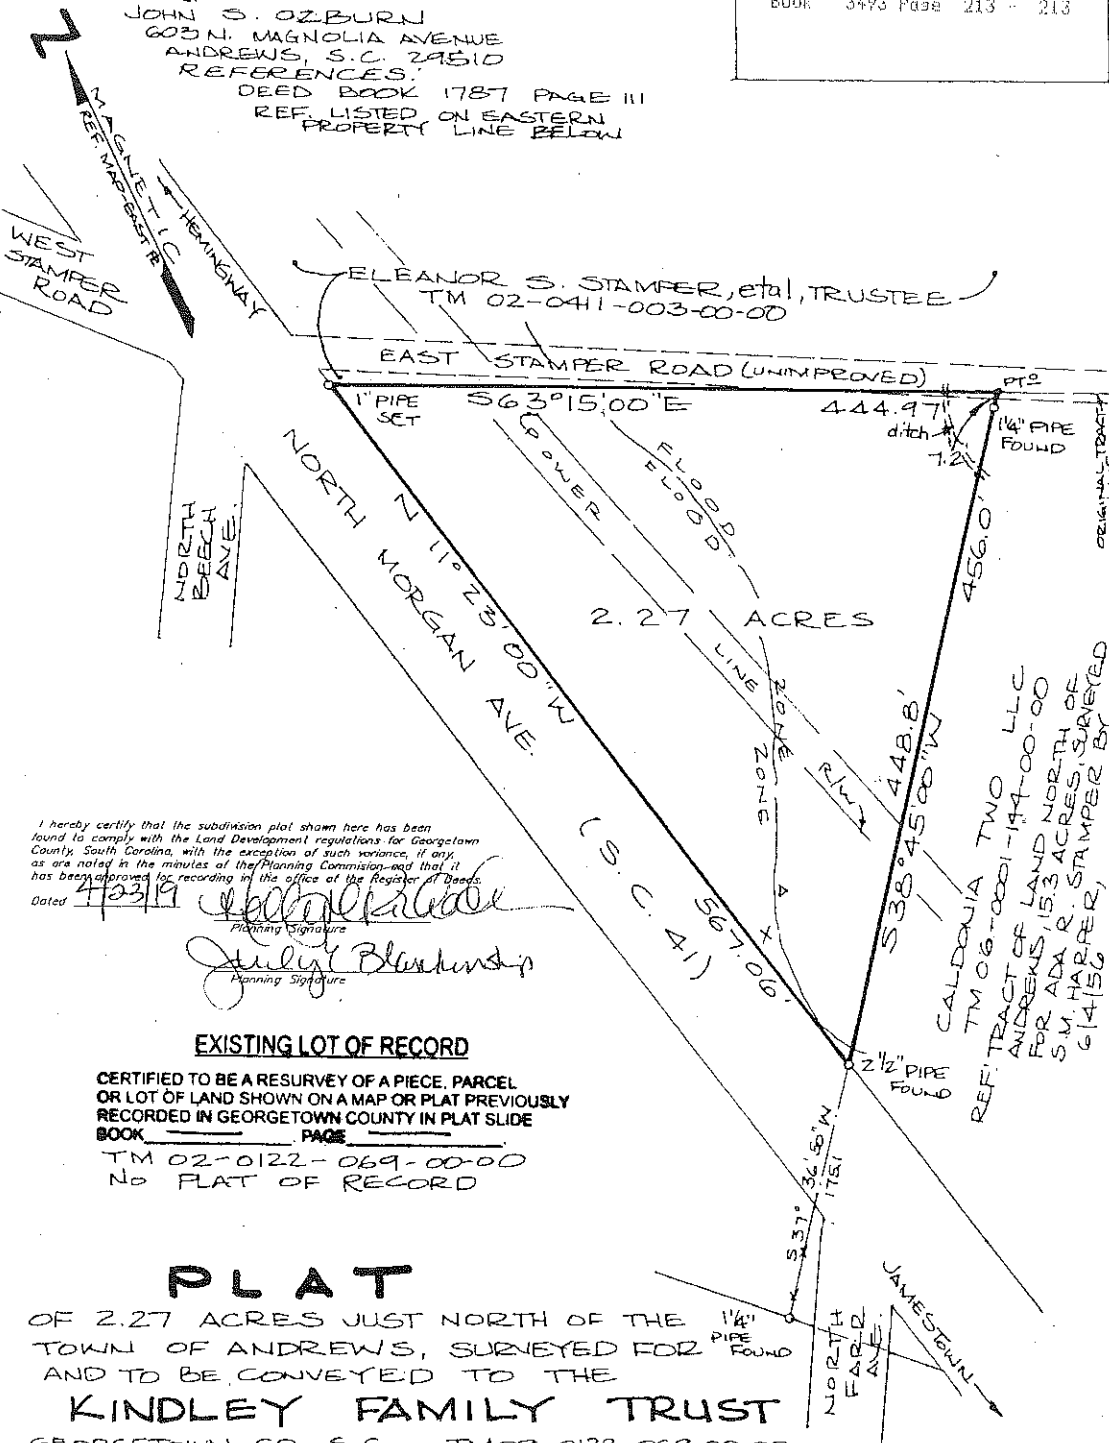 JOHN S. OZBURN
603 N. MAGNOLIA AVENUE
ANDREWS, S.C. 29510
REFERENCES:
DEED BOOK 1787 PAGE 111
REF. LISTED ON EASTERN
PROPERTY LINE BELOW
BOOK 3493 Page 213 - 213
N
MAGNETIC
REF. MAP-EAST PL
HEMINGWAY
WEST
STAMPER
ROAD
ELEANOR S. STAMPER, etal, TRUSTEE
TM 02-0411-003-00-00
EAST STAMPER ROAD (UNIMPROVED)
1" PIPE
SET
S63°15'00"E
444.97'
PT
ditch
7.2'
1¼" PIPE
FOUND
ORIGINAL TRACT
POWER
LINE
R/W
FLOOD
FLOOD
ZONE
ZONE
A
X
NORTH
BEECH
AVE.
N 11°23'00"W
567.06'
NORTH MORGAN AVE.
(S.C. 41)
2.27 ACRES
456.0'
448.8'
S38°45'00"W
CALDONIA TWO LLC
TM 06-0001-144-00-00
REF: TRACT OF LAND NORTH OF
ANDREWS, 15.3 ACRES, SURVEYED
FOR ADA R. STAMPER BY
S.M. HARPER,
6/4/56
I hereby certify that the subdivision plat shown here has been
found to comply with the Land Development regulations for Georgetown
County, South Carolina, with the exception of such variance, if any,
as are noted in the minutes of the Planning Commision and that it
has been approved for recording in the office of the Register of Deeds.
Dated 4/23/19
Planning Signature
Planning Signature
EXISTING LOT OF RECORD
CERTIFIED TO BE A RESURVEY OF A PIECE, PARCEL
OR LOT OF LAND SHOWN ON A MAP OR PLAT PREVIOUSLY
RECORDED IN GEORGETOWN COUNTY IN PLAT SLIDE
BOOK PAGE
TM 02-0122-069-00-00
No PLAT OF RECORD
2½" PIPE
FOUND
S37°36'50"W
175.1
1¼"
PIPE
FOUND
NORTH
FARR
AVE.
JAMESTOWN
PLAT
OF 2.27 ACRES JUST NORTH OF THE
TOWN OF ANDREWS, SURVEYED FOR
AND TO BE CONVEYED TO THE
KINDLEY FAMILY TRUST